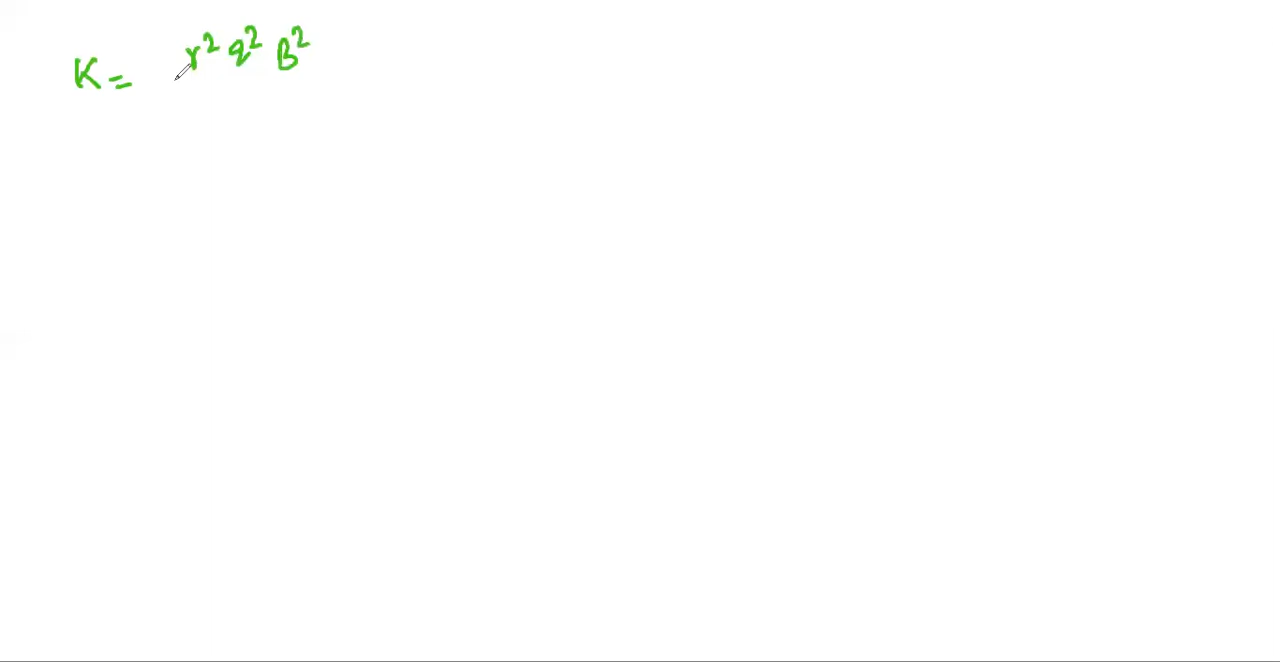 K = r² q² B²